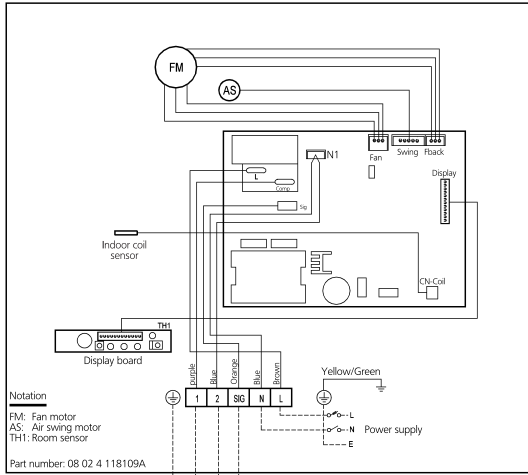 FM
AS
N1
Fan
Swing
Fback
L
Comp
Display
Sig
Indoor coil
sensor
CN-Coil
TH1
Display board
purple
Blue
Orange
Blue
Brown
Yellow/Green
1
2
SIG
N
L
L
N
Power supply
E
Notation
FM: Fan motor
AS: Air swing motor
TH1: Room sensor
Part number: 08 02 4 118109A